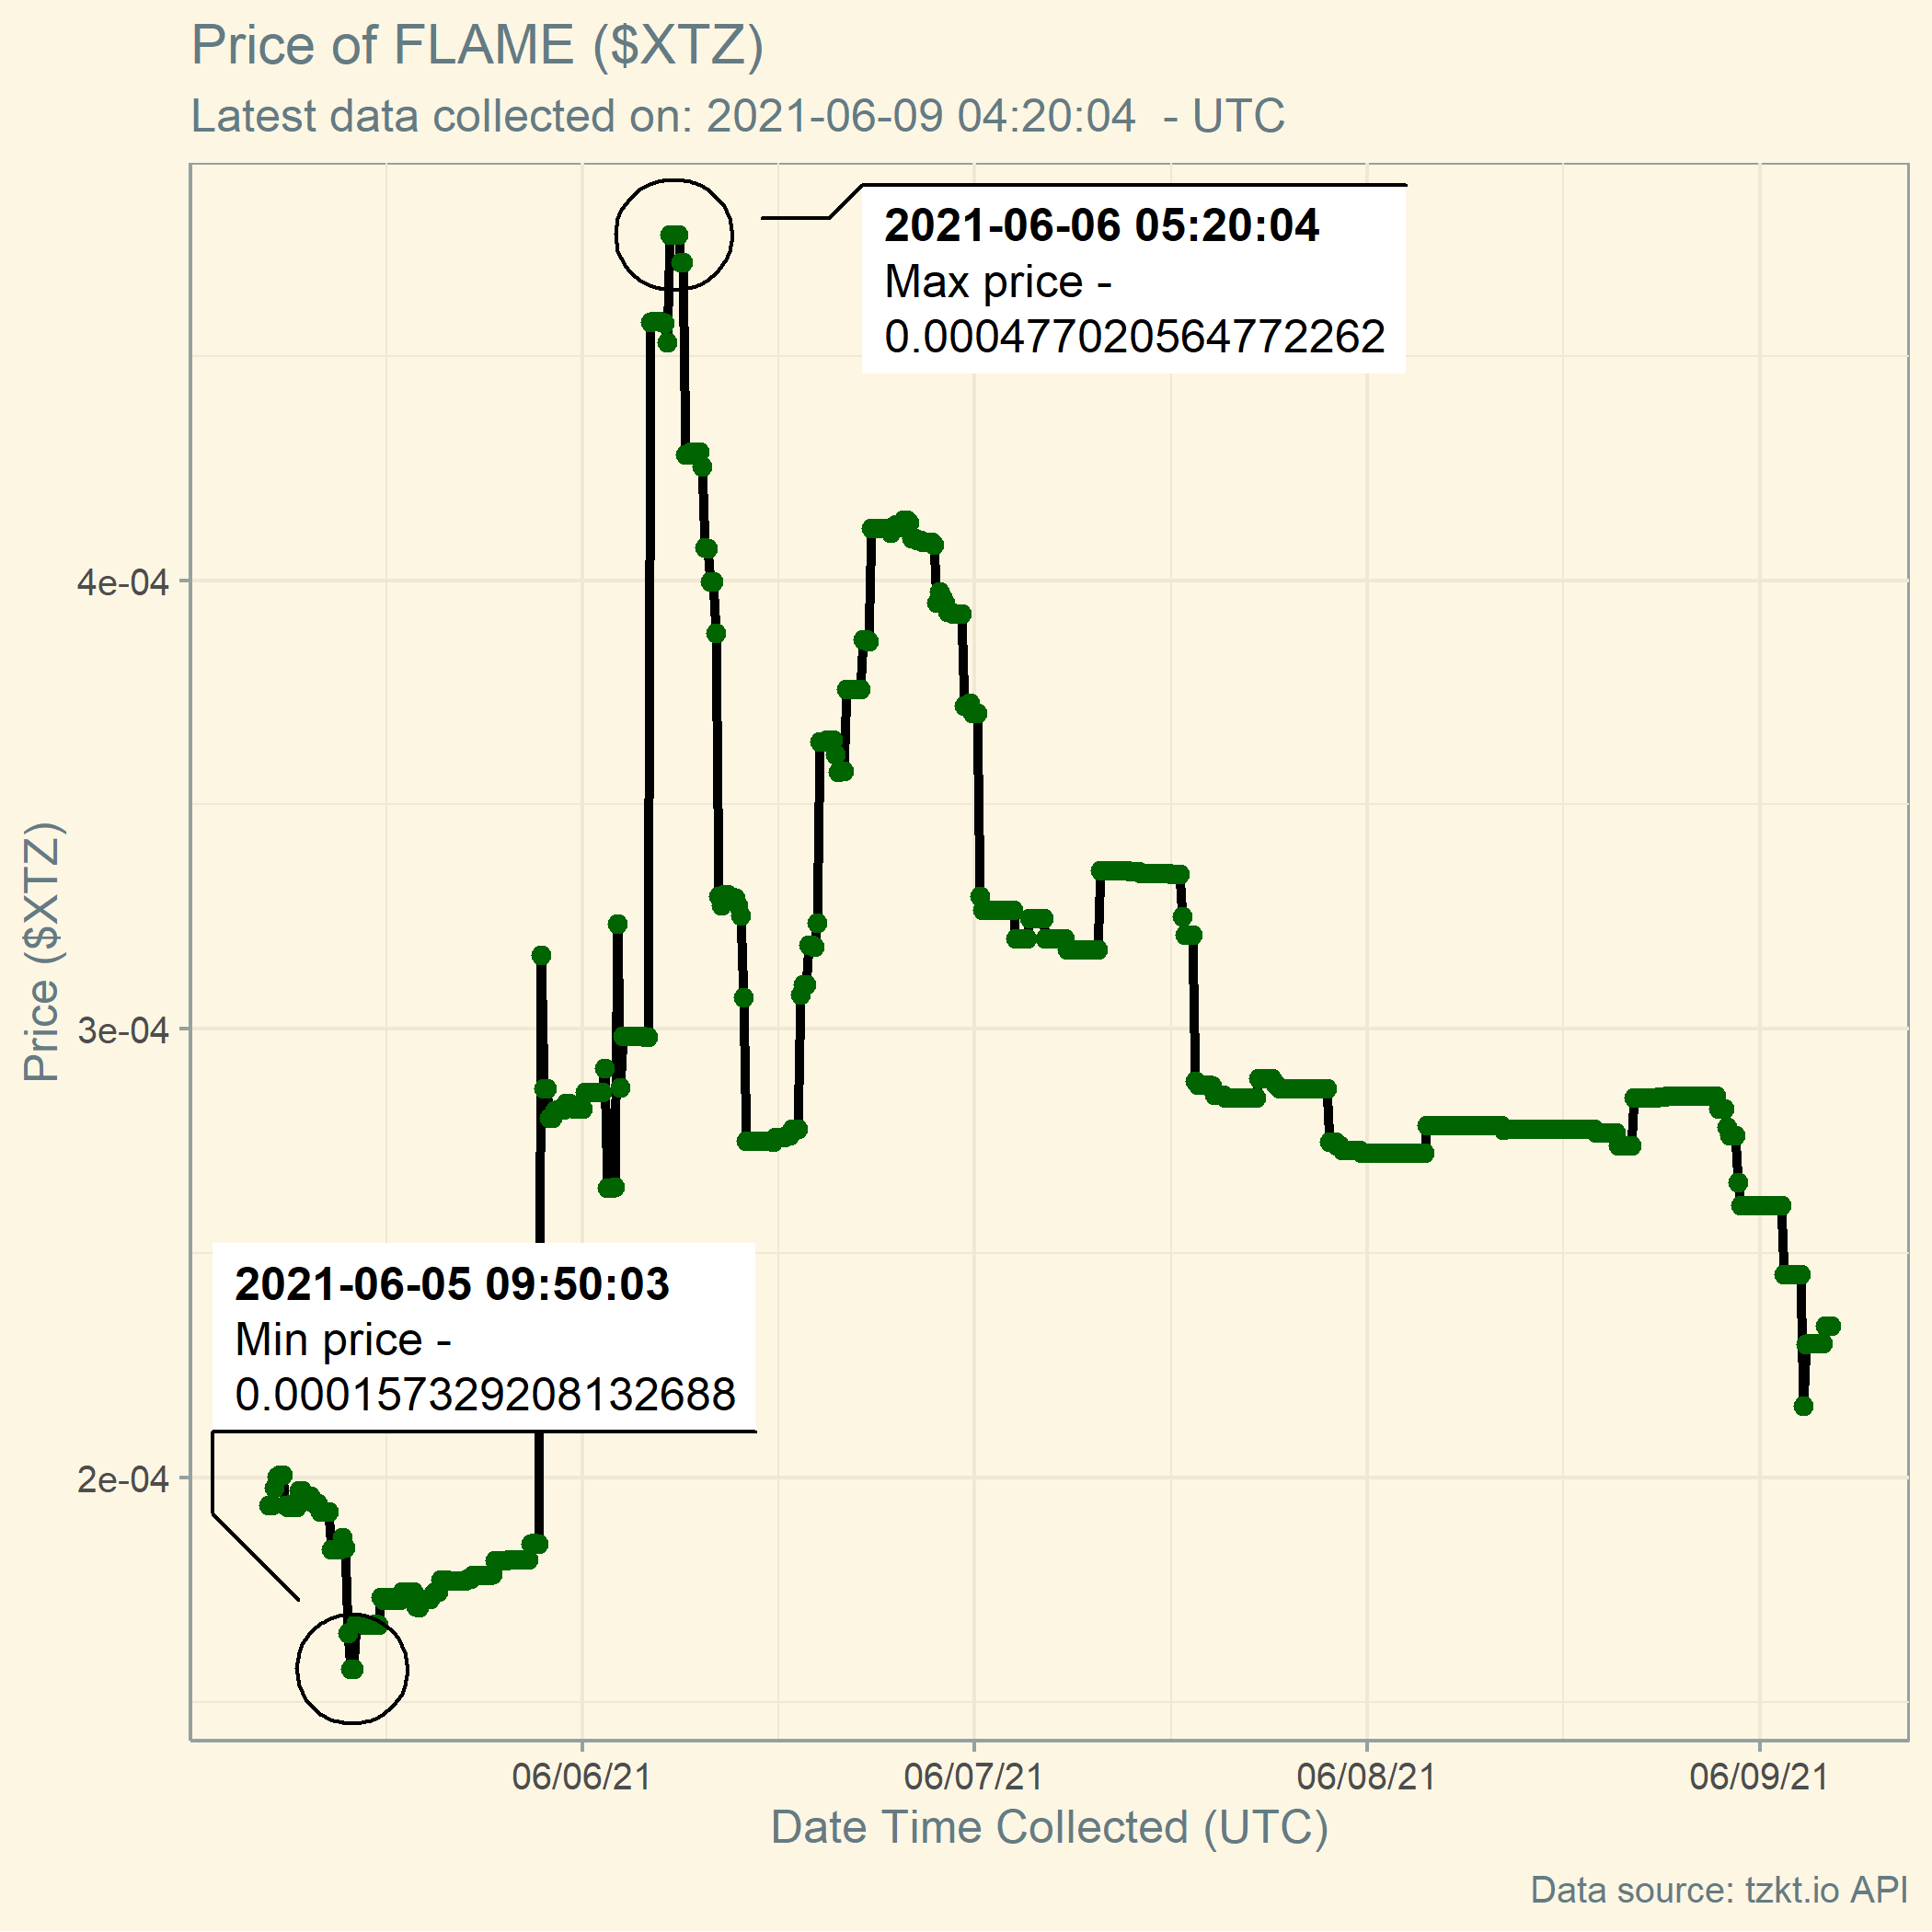 Price of FLAME ($XTZ)
Latest data collected on: 2021-06-09 04:20:04  - UTC
2021-06-06 05:20:04
Max price -
0.000477020564772262
4e-04
3e-04
2e-04
Price ($XTZ)
2021-06-05 09:50:03
Min price -
0.000157329208132688
06/06/21
06/07/21
06/08/21
06/09/21
Date Time Collected (UTC)
Data source: tzkt.io API